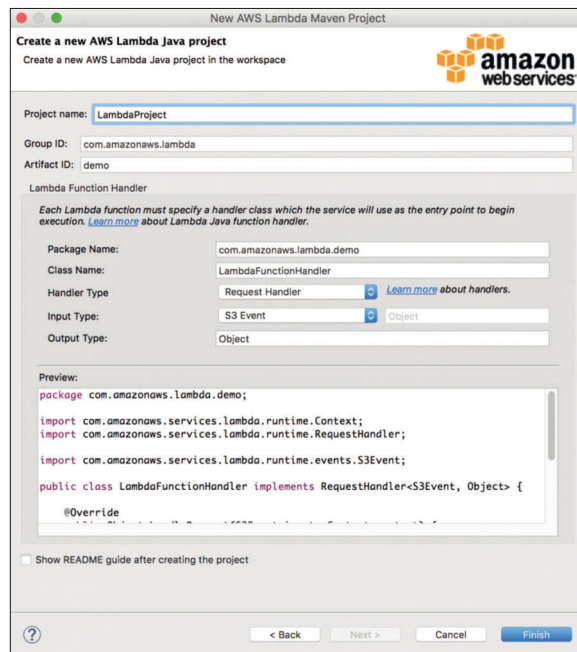 New AWS Lambda Maven Project
Create a new AWS Lambda Java project
Create a new AWS Lambda Java project in the workspace
amazon
webservices
Project name: LambdaProject
Group ID: com.amazonaws.lambda
Artifact ID: demo
Lambda Function Handler
Each Lambda function must specify a handler class which the service will use as the entry point to begin
execution. Learn more about Lambda Java function handler.
Package Name: com.amazonaws.lambda.demo
Class Name: LambdaFunctionHandler
Handler Type Request Handler Learn more about handlers.
Input Type: S3 Event Object
Output Type: Object
Preview:
package com.amazonaws.lambda.demo;
import com.amazonaws.services.lambda.runtime.Context;
import com.amazonaws.services.lambda.runtime.RequestHandler;
import com.amazonaws.services.lambda.runtime.events.S3Event;
public class LambdaFunctionHandler implements RequestHandler<S3Event, Object> {
@Override
Show README guide after creating the project
?
< Back Next > Cancel Finish